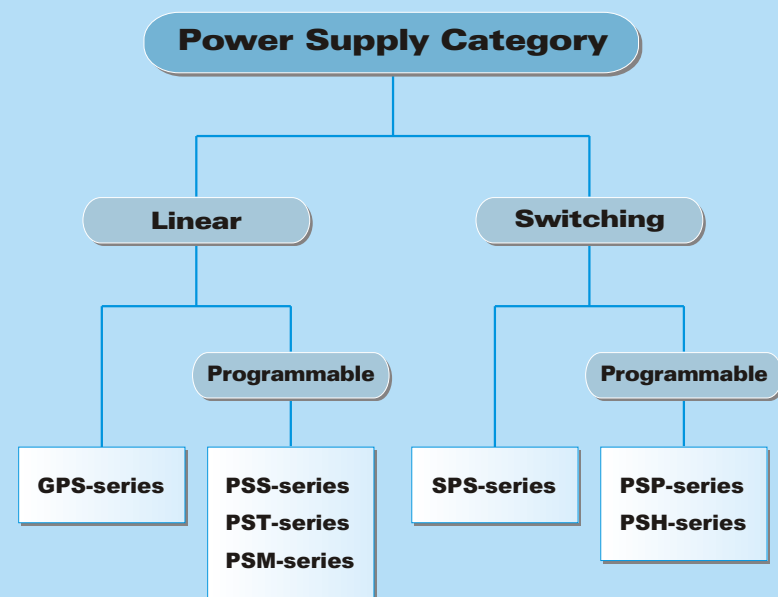 Power Supply Category
Linear
Switching
Programmable
Programmable
GPS-series
PSS-series
PST-series
PSM-series
SPS-series
PSP-series
PSH-series